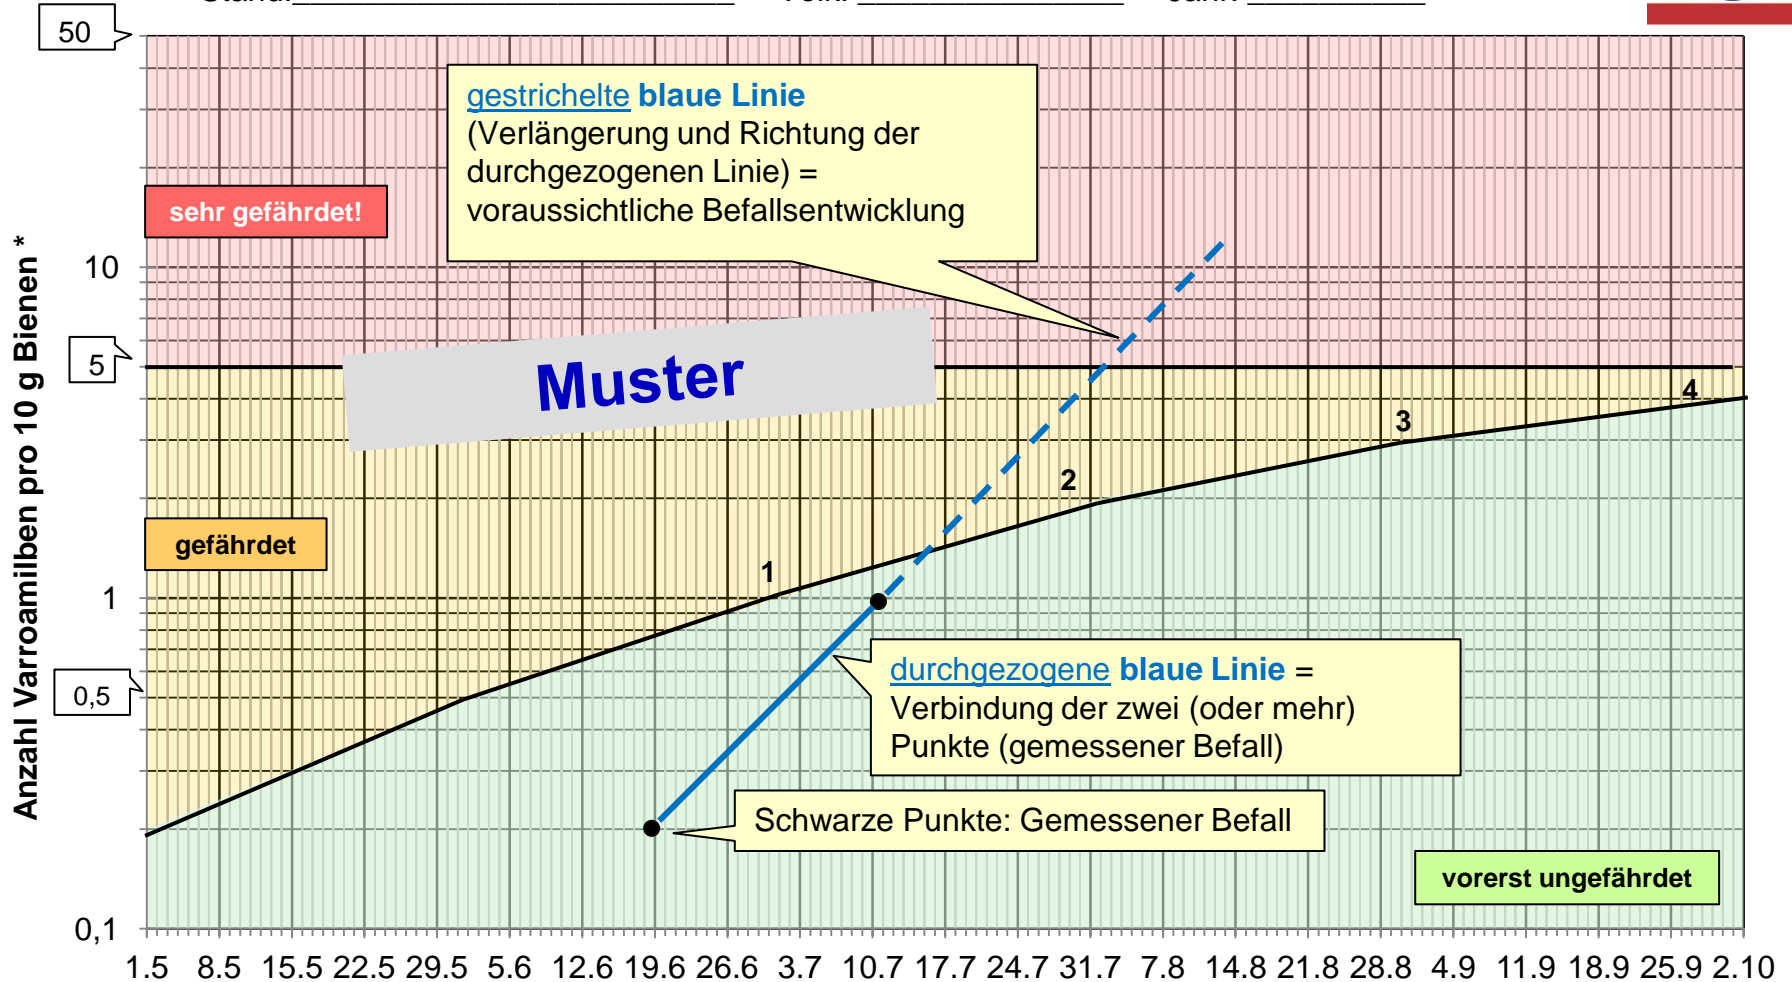 50
gestrichelte blaue Linie
(Verlängerung und Richtung der
durchgezogenen Linie) =
voraussichtliche Befallsentwicklung
sehr gefährdet!
Anzahl Varroamilben pro 10 g Bienen *
10
5
Muster
4
3
2
gefährdet
1
1
durchgezogene blaue Linie =
Verbindung der zwei (oder mehr)
Punkte (gemessener Befall)
0,5
Schwarze Punkte: Gemessener Befall
vorerst ungefährdet
0,1
1.5 8.5 15.5 22.5 29.5 5.6 12.6 19.6 26.6 3.7 10.7 17.7 24.7 31.7 7.8 14.8 21.8 28.8 4.9 11.9 18.9 25.9 2.10